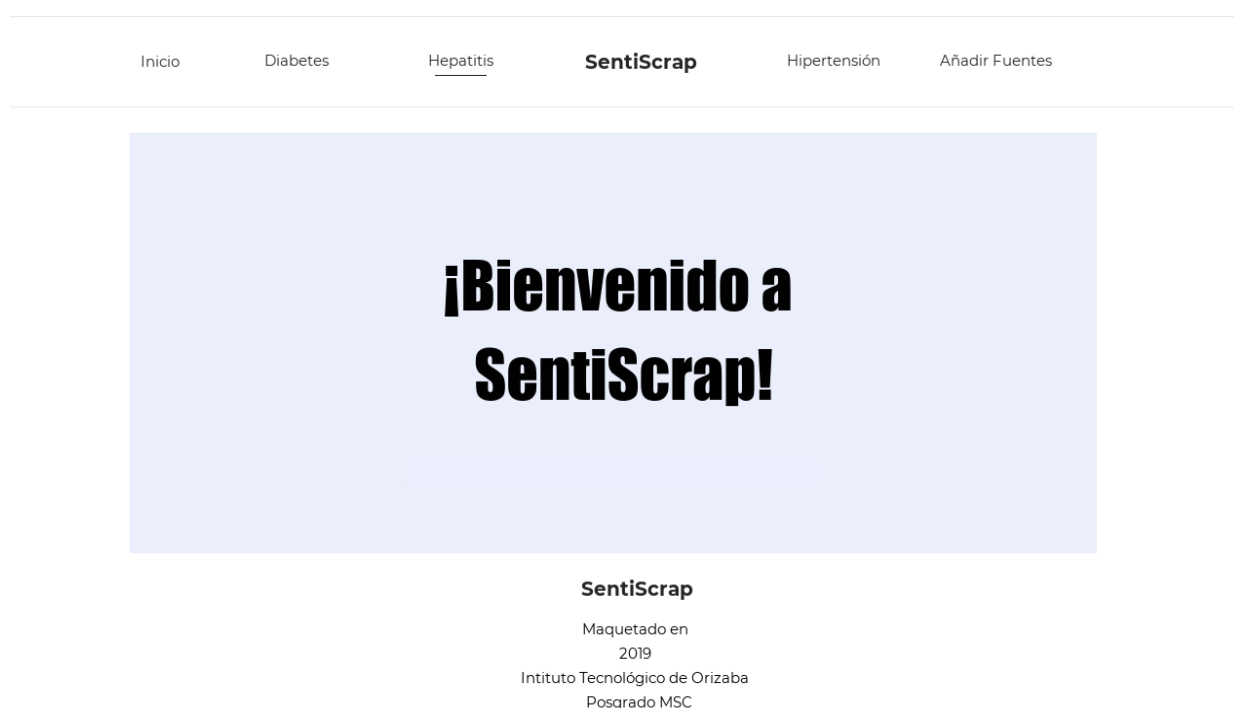 Inicio Diabetes Hepatitis SentiScrap Hipertensión Añadir Fuentes
¡Bienvenido a
SentiScrap!
SentiScrap
Maquetado en
2019
Intituto Tecnológico de Orizaba
Posgrado MSC